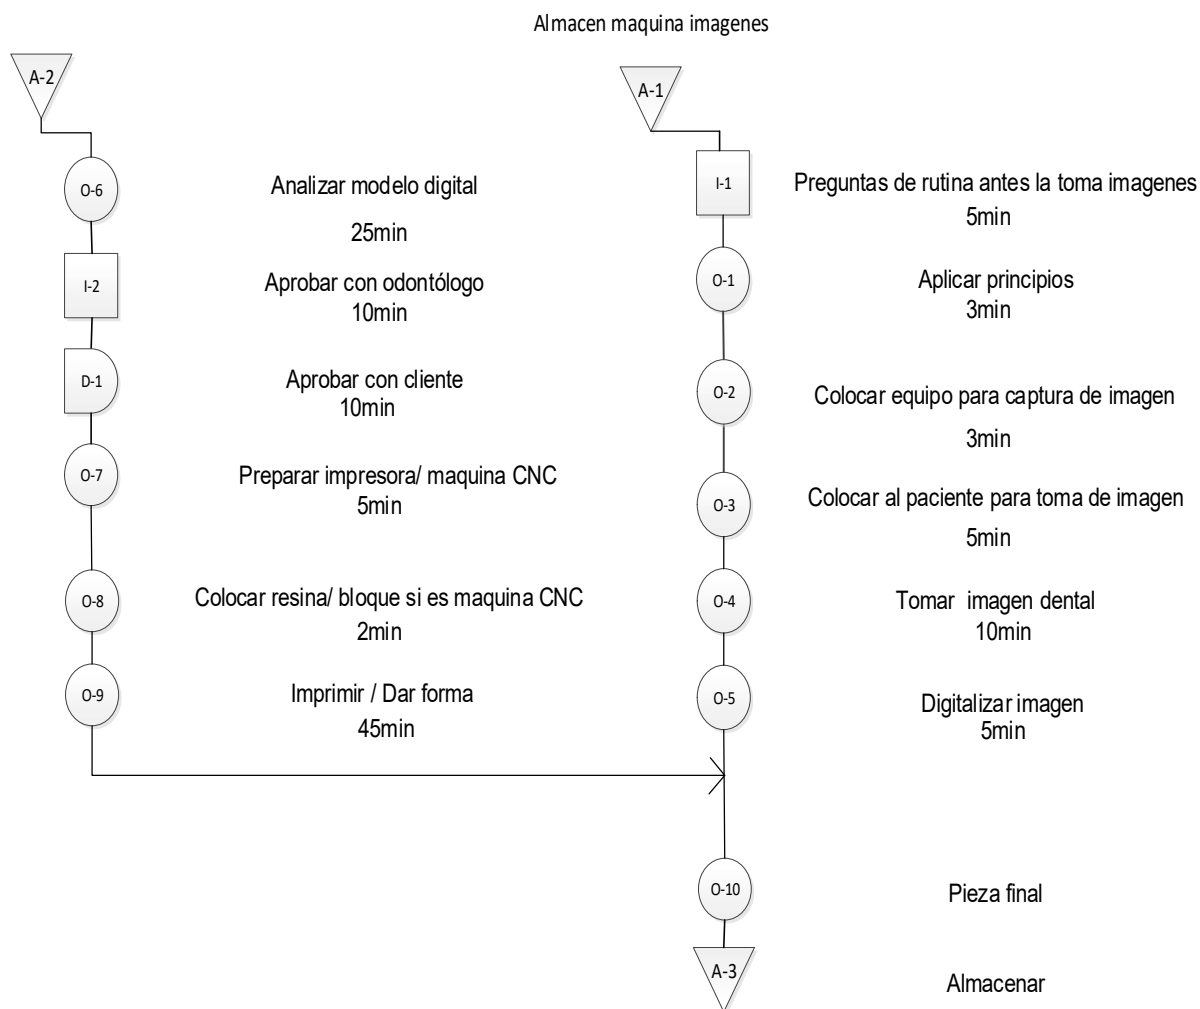 Almacen maquina imagenes
A-2
O-6
Analizar modelo digital
25min
I-2
Aprobar con odontólogo
10min
D-1
Aprobar con cliente
10min
O-7
Preparar impresora/ maquina CNC
5min
O-8
Colocar resina/ bloque si es maquina CNC
2min
O-9
Imprimir / Dar forma
45min
A-1
I-1
Preguntas de rutina antes la toma imagenes
5min
O-1
Aplicar principios
3min
O-2
Colocar equipo para captura de imagen
3min
O-3
Colocar al paciente para toma de imagen
5min
O-4
Tomar imagen dental
10min
O-5
Digitalizar imagen
5min
O-10
Pieza final
A-3
Almacenar